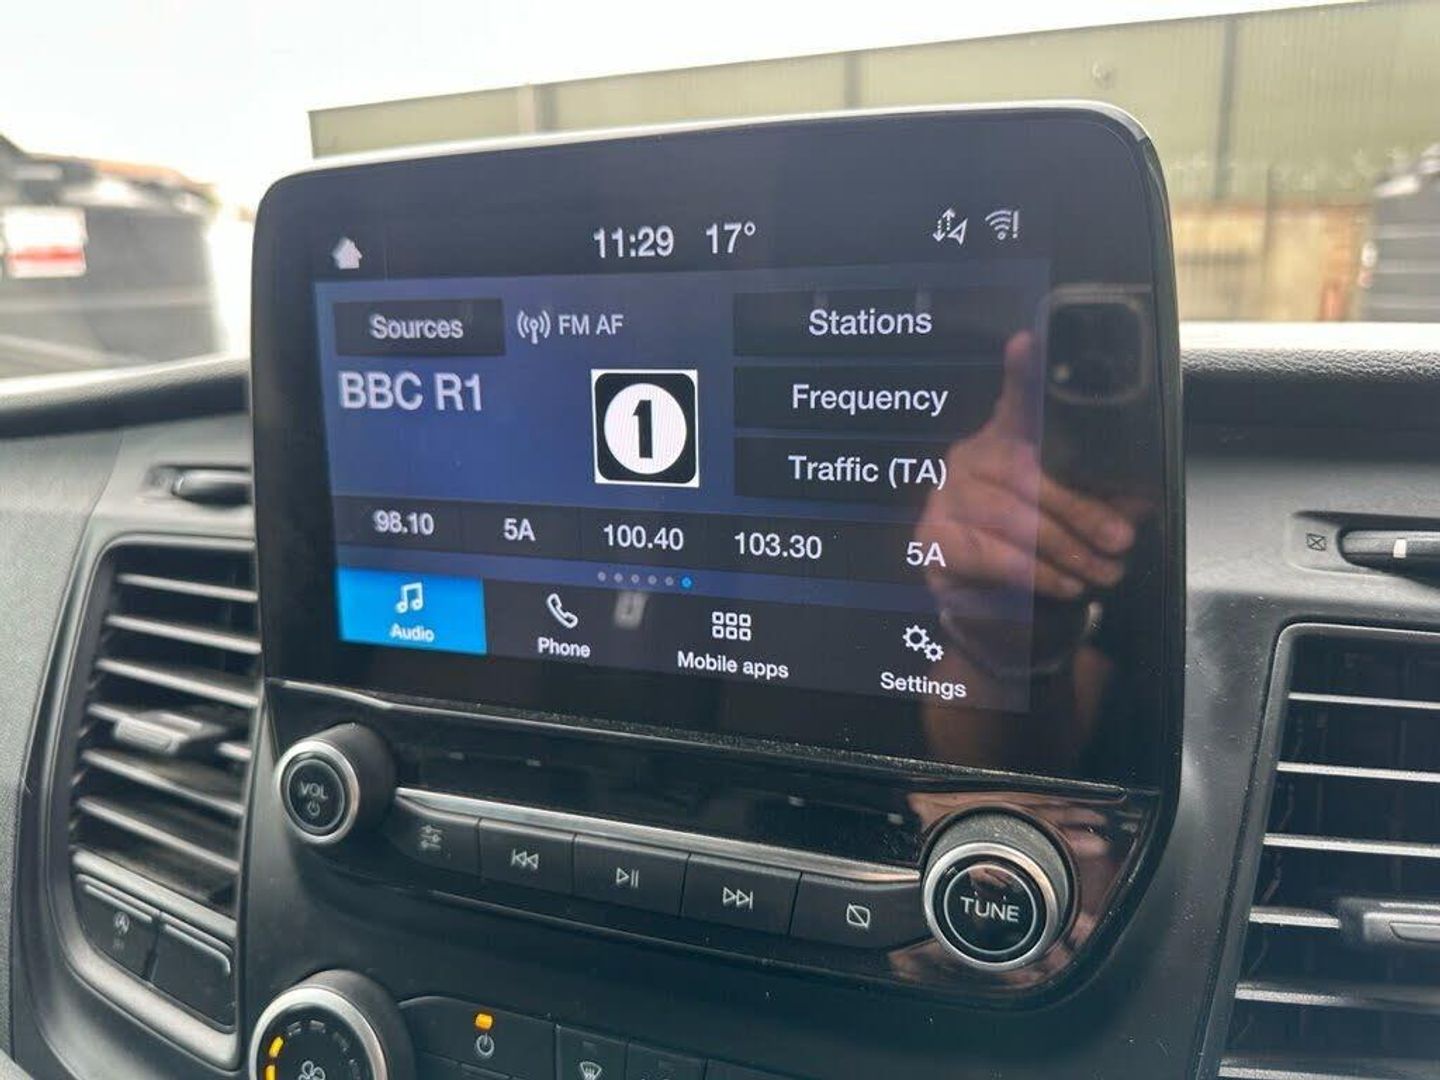 11:29 17°
Sources FM AF Stations
BBC R1
1
Frequency
Traffic (TA)
98.10 5A 100.40 103.30 5A
Audio Phone Mobile apps Settings
VOL
TUNE